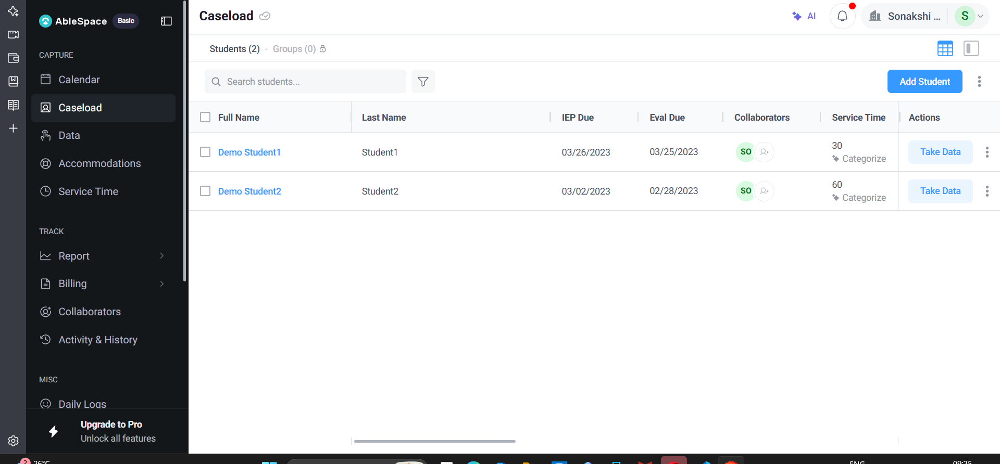 AbleSpace Basic
CAPTURE
Calendar
Caseload
Data
Accommodations
Service Time
TRACK
Report
Billing
Collaborators
Activity & History
MISC
Daily Logs
Upgrade to Pro
Unlock all features
Caseload
AI
Sonakshi ...
S
Students (2) - Groups (0)
Search students...
Add Student
Full Name Last Name IEP Due Eval Due Collaborators Service Time Actions
Demo Student1 Student1 03/26/2023 03/25/2023 SO 30 Take Data
Categorize
Demo Student2 Student2 03/02/2023 02/28/2023 SO 60 Take Data
Categorize
2 26°C ENG 09:25